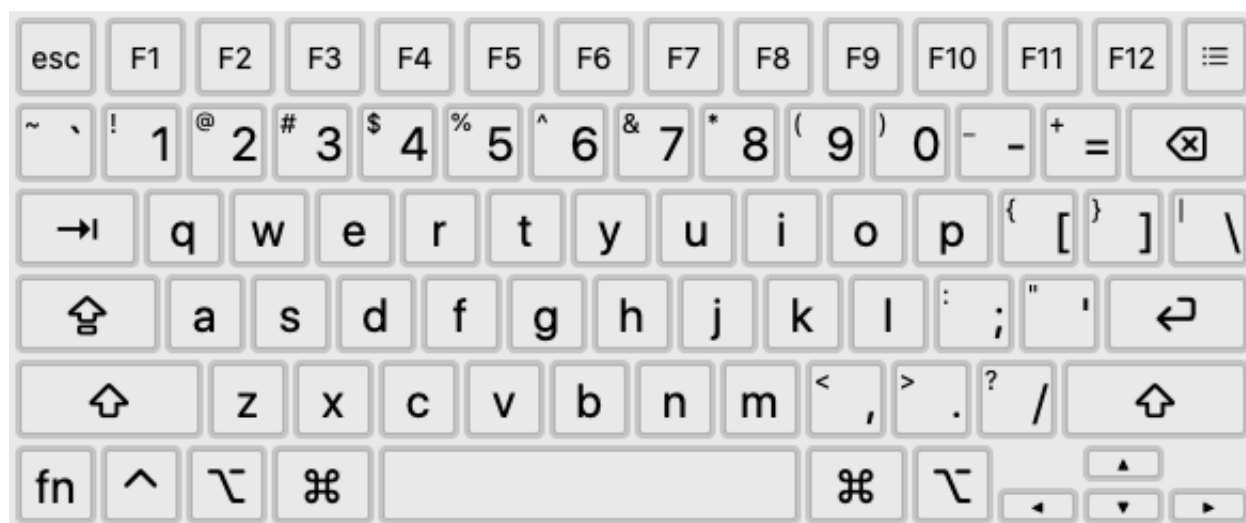 esc F1 F2 F3 F4 F5 F6 F7 F8 F9 F10 F11 F12
~ ` ! 1 @ 2 # 3 $ 4 % 5 ^ 6 & 7 * 8 ( 9 ) 0 _ - + =
q w e r t y u i o p { [ } ] | \
a s d f g h j k l : ; " '
z x c v b n m < , > . ? /
fn ⌃ ⌥ ⌘ ⌘ ⌥